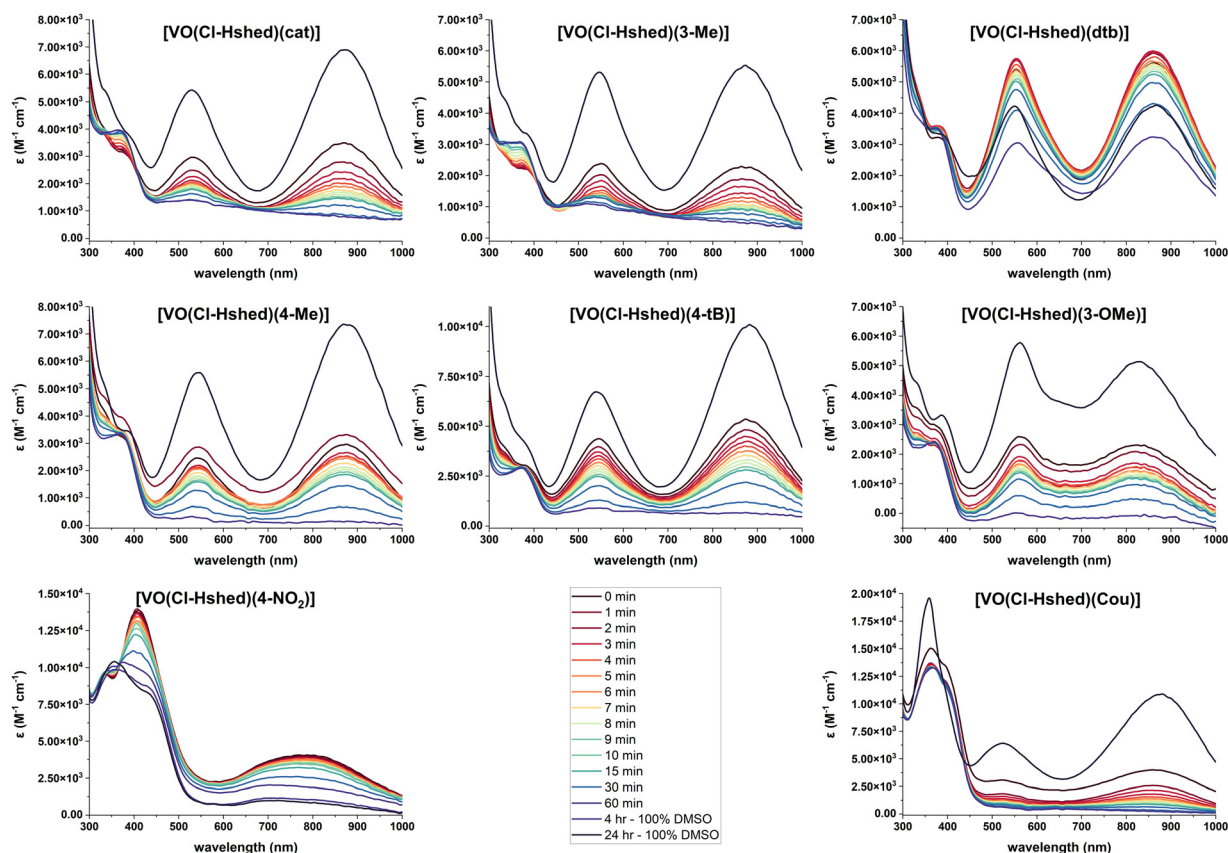 [VO(Cl-Hshed)(cat)]
ε (M⁻¹ cm⁻¹)
8.00×10³
7.00×10³
6.00×10³
5.00×10³
4.00×10³
3.00×10³
2.00×10³
1.00×10³
0.00
300 400 500 600 700 800 900 1000
wavelength (nm)
[VO(Cl-Hshed)(3-Me)]
ε (M⁻¹ cm⁻¹)
8.00×10³
7.00×10³
6.00×10³
5.00×10³
4.00×10³
3.00×10³
2.00×10³
1.00×10³
0.00
300 400 500 600 700 800 900 1000
wavelength (nm)
[VO(Cl-Hshed)(dtb)]
ε (M⁻¹ cm⁻¹)
7.00×10³
6.00×10³
5.00×10³
4.00×10³
3.00×10³
2.00×10³
1.00×10³
0.00
300 400 500 600 700 800 900 1000
wavelength (nm)
[VO(Cl-Hshed)(4-Me)]
ε (M⁻¹ cm⁻¹)
8.00×10³
7.00×10³
6.00×10³
5.00×10³
4.00×10³
3.00×10³
2.00×10³
1.00×10³
0.00
300 400 500 600 700 800 900 1000
wavelength (nm)
[VO(Cl-Hshed)(4-tB)]
ε (M⁻¹ cm⁻¹)
1.00×10⁴
7.50×10³
5.00×10³
2.50×10³
0.00
300 400 500 600 700 800 900 1000
wavelength (nm)
[VO(Cl-Hshed)(3-OMe)]
ε (M⁻¹ cm⁻¹)
7.00×10³
6.00×10³
5.00×10³
4.00×10³
3.00×10³
2.00×10³
1.00×10³
0.00
300 400 500 600 700 800 900 1000
wavelength (nm)
[VO(Cl-Hshed)(4-NO₂)]
ε (M⁻¹ cm⁻¹)
1.50×10⁴
1.25×10⁴
1.00×10⁴
7.50×10³
5.00×10³
2.50×10³
0.00
300 400 500 600 700 800 900 1000
wavelength (nm)
0 min
1 min
2 min
3 min
4 min
5 min
6 min
7 min
8 min
9 min
10 min
15 min
30 min
60 min
4 hr - 100% DMSO
24 hr - 100% DMSO
[VO(Cl-Hshed)(Cou)]
ε (M⁻¹ cm⁻¹)
2.00×10⁴
1.75×10⁴
1.50×10⁴
1.25×10⁴
1.00×10⁴
7.50×10³
5.00×10³
2.50×10³
0.00
300 400 500 600 700 800 900 1000
wavelength (nm)